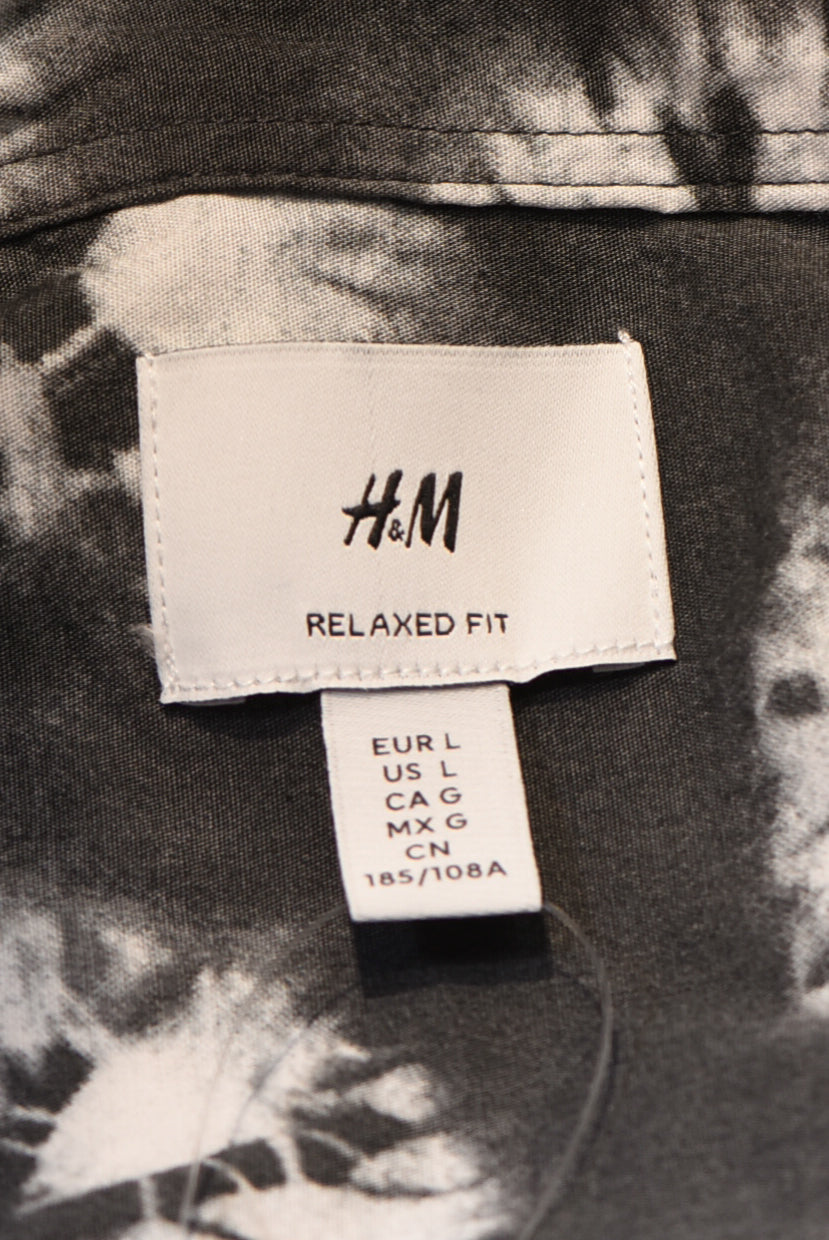 H&M
RELAXED FIT
EUR L
US L
CA G
MX G
CN
185/108A